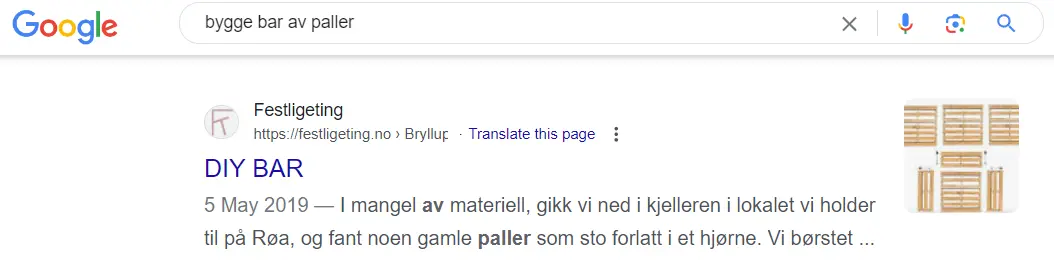 Google
bygge bar av paller
Festligeting
https://festligeting.no › Bryllup · Translate this page
DIY BAR
5 May 2019 — I mangel av materiell, gikk vi ned i kjelleren i lokalet vi holder
til på Røa, og fant noen gamle paller som sto forlatt i et hjørne. Vi børstet ...